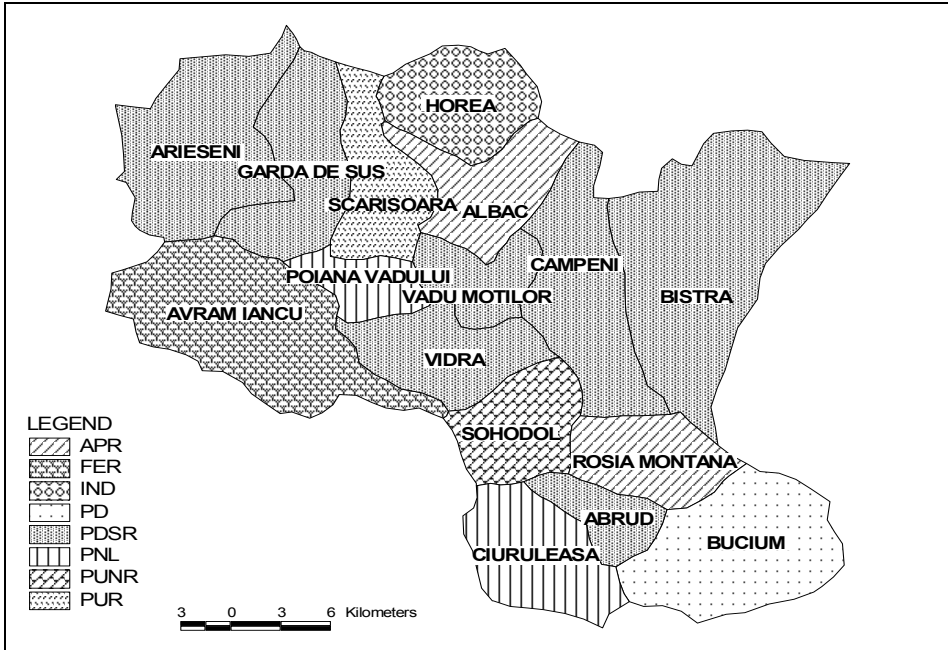 HOREA
ARIESENI
GARDA DE SUS
SCARISOARA
ALBAC
CAMPENI
POIANA VADULUI
VADU MOTILOR
BISTRA
AVRAM IANCU
VIDRA
SOHODOL
ROSIA MONTANA
ABRUD
BUCIUM
CIURULEASA
LEGEND
APR
FER
IND
PD
PDSR
PNL
PUNR
PUR
3 0 3 6 Kilometers